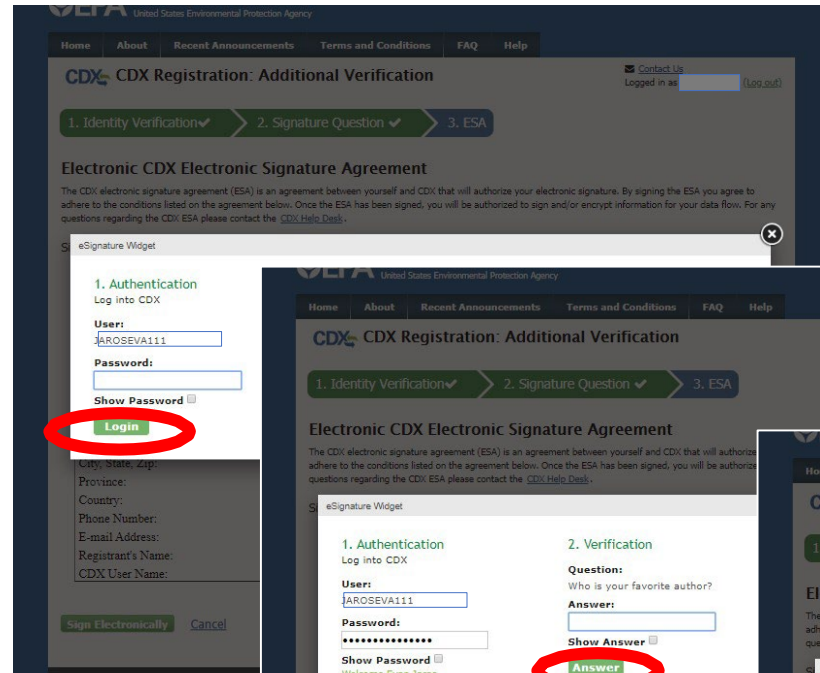 EPA United States Environmental Protection Agency
Home About Recent Announcements Terms and Conditions FAQ Help
CDX CDX Registration: Additional Verification
Contact Us
Logged in as (Log out)
1. Identity Verification✔ 2. Signature Question ✔ 3. ESA
Electronic CDX Electronic Signature Agreement
The CDX electronic signature agreement (ESA) is an agreement between yourself and CDX that will authorize your electronic signature. By signing the ESA you agree to
adhere to the conditions listed on the agreement below. Once the ESA has been signed, you will be authorized to sign and/or encrypt information for your data flow. For any
questions regarding the CDX ESA please contact the CDX Help Desk.
eSignature Widget
1. Authentication
Log into CDX
User:
JAROSEVA111
Password:
Show Password
Login
City, State, Zip:
Province:
Country:
Phone Number:
E-mail Address:
Registrant's Name:
CDX User Name:
Sign Electronically Cancel
EPA United States Environmental Protection Agency
Home About Recent Announcements Terms and Conditions FAQ Help
CDX CDX Registration: Additional Verification
1. Identity Verification✔ 2. Signature Question ✔ 3. ESA
Electronic CDX Electronic Signature Agreement
The CDX electronic signature agreement (ESA) is an agreement between yourself and CDX that will authorize
adhere to the conditions listed on the agreement below. Once the ESA has been signed, you will be authorize
questions regarding the CDX ESA please contact the CDX Help Desk.
eSignature Widget
1. Authentication
Log into CDX
User:
JAROSEVA111
Password:
•••••••••••••••
Show Password
2. Verification
Question:
Who is your favorite author?
Answer:
Show Answer
Answer
Ho
C
1
El
The
adh
que